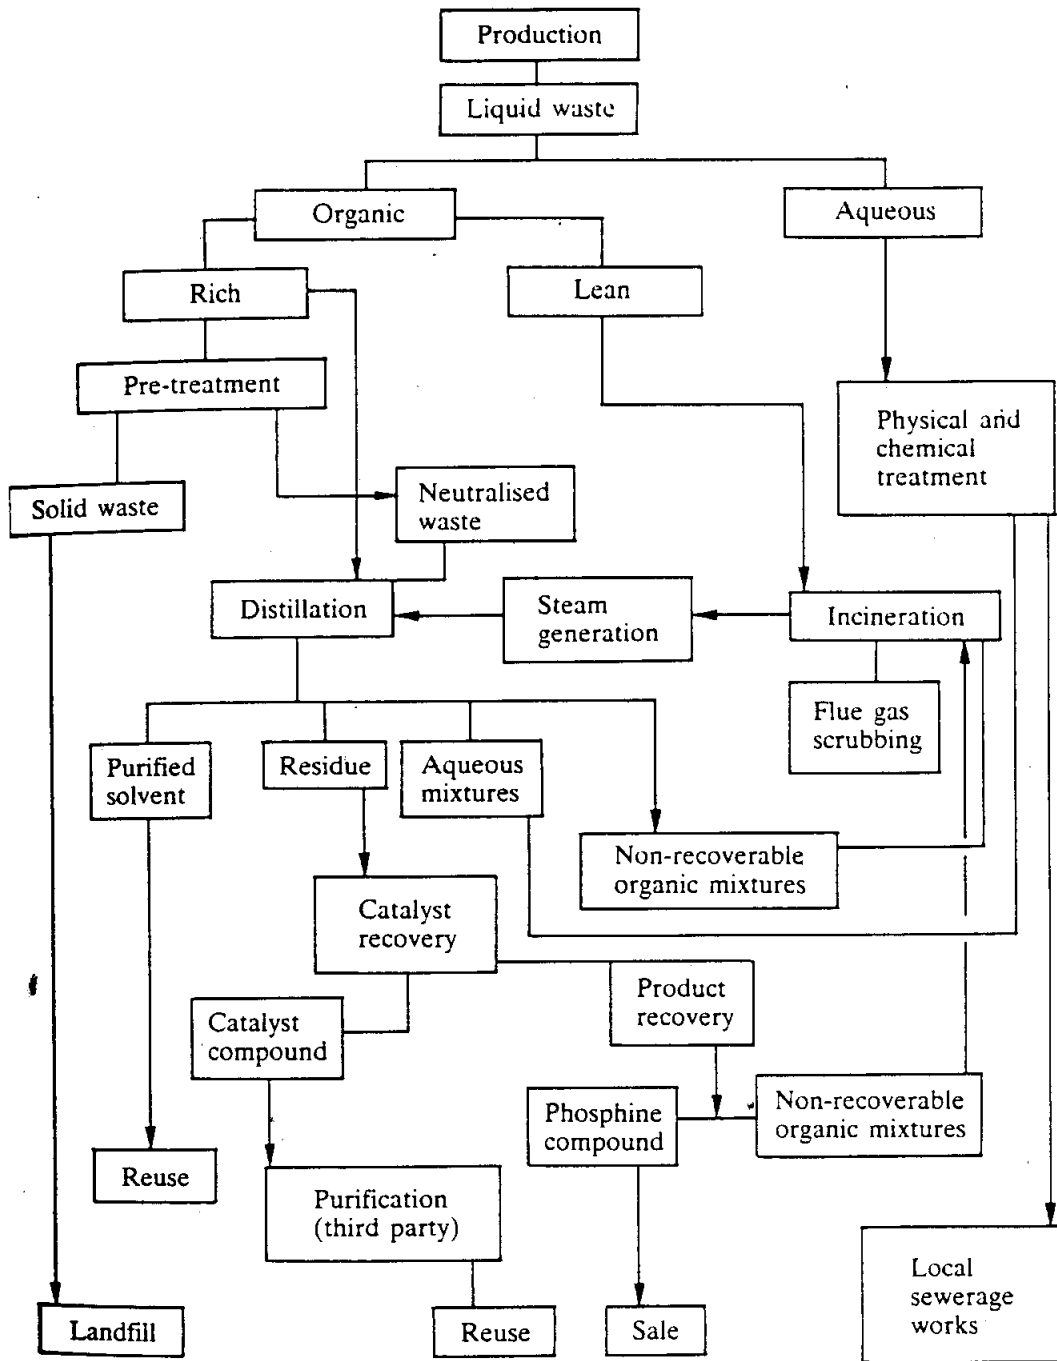 Production
Liquid waste
Organic
Aqueous
Rich
Lean
Pre-treatment
Physical and
chemical
treatment
Solid waste
Neutralised
waste
Distillation
Steam
generation
Incineration
Flue gas
scrubbing
Purified
solvent
Residue
Aqueous
mixtures
Non-recoverable
organic mixtures
Catalyst
recovery
Product
recovery
Catalyst
compound
Phosphine
compound
Non-recoverable
organic mixtures
Reuse
Purification
(third party)
Local
sewerage
works
Landfill
Reuse
Sale